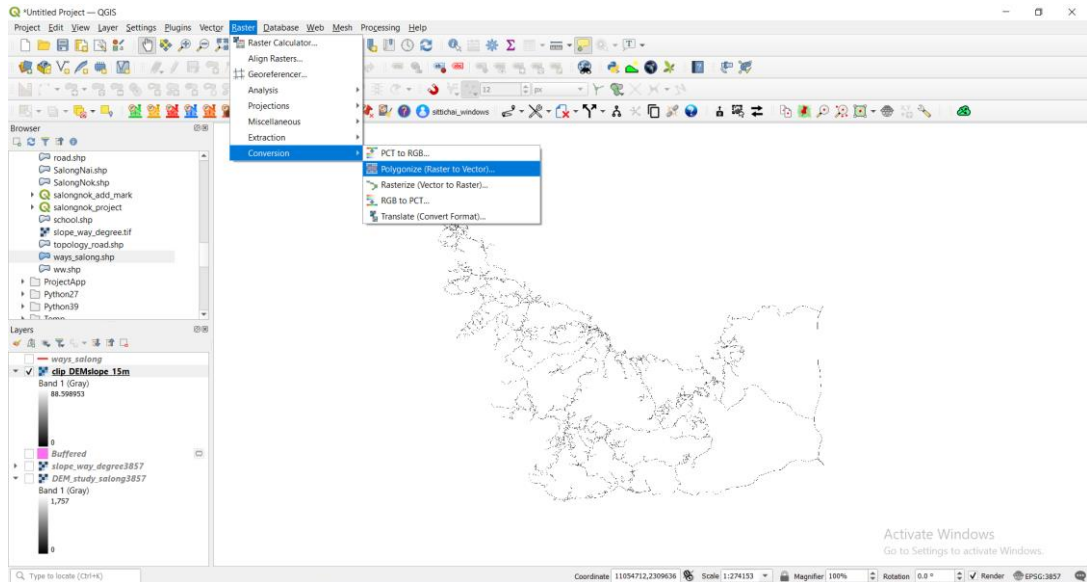 *Untitled Project — QGIS
Project Edit View Layer Settings Plugins Vector Raster Database Web Mesh Processing Help
Raster Calculator...
Align Rasters...
Georeferencer...
Analysis
Projections
Miscellaneous
Extraction
Conversion
PCT to RGB...
Polygonize (Raster to Vector)...
Rasterize (Vector to Raster)...
RGB to PCT...
Translate (Convert Format)...
12 px
sittichai_windows
Browser
road.shp
SalongNai.shp
SalongNok.shp
salongnok_add_mark
salongnok_project
school.shp
slope_way_degree.tif
topology_road.shp
ways_salong.shp
ww.shp
ProjectApp
Python27
Python39
Temp
Layers
ways_salong
clip_DEMslope_15m
Band 1 (Gray)
88.598953
0
Buffered
slope_way_degree3857
DEM_study_salong3857
Band 1 (Gray)
1,757
0
Activate Windows
Go to Settings to activate Windows.
Type to locate (Ctrl+K)
Coordinate 11054712,2309636 Scale 1:274153 Magnifier 100% Rotation 0.0 ° Render EPSG:3857